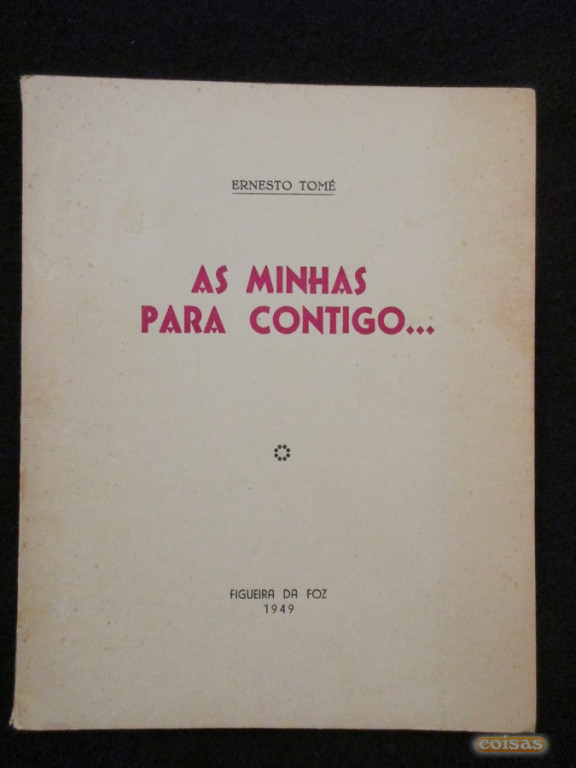 ERNESTO TOMÉ
AS MINHAS
PARA CONTIGO...
FIGUEIRA DA FOZ
1949
coisas